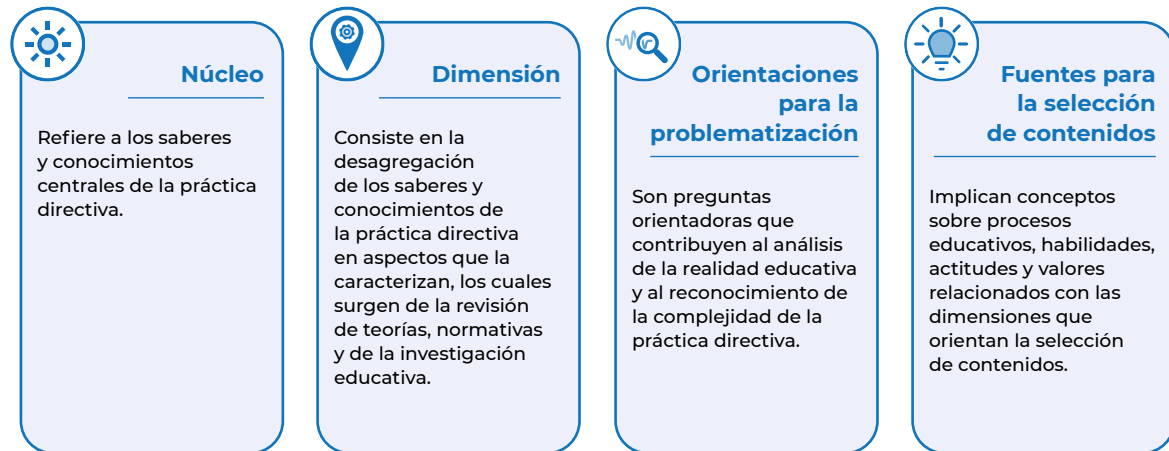 Núcleo
Refiere a los saberes
y conocimientos
centrales de la práctica
directiva.
Dimensión
Consiste en la
desagregación
de los saberes y
conocimientos de
la práctica directiva
en aspectos que la
caracterizan, los cuales
surgen de la revisión
de teorías, normativas
y de la investigación
educativa.
Orientaciones
para la
problematización
Son preguntas
orientadoras que
contribuyen al análisis
de la realidad educativa
y al reconocimiento de
la complejidad de la
práctica directiva.
Fuentes para
la selección
de contenidos
Implican conceptos
sobre procesos
educativos, habilidades,
actitudes y valores
relacionados con las
dimensiones que
orientan la selección
de contenidos.